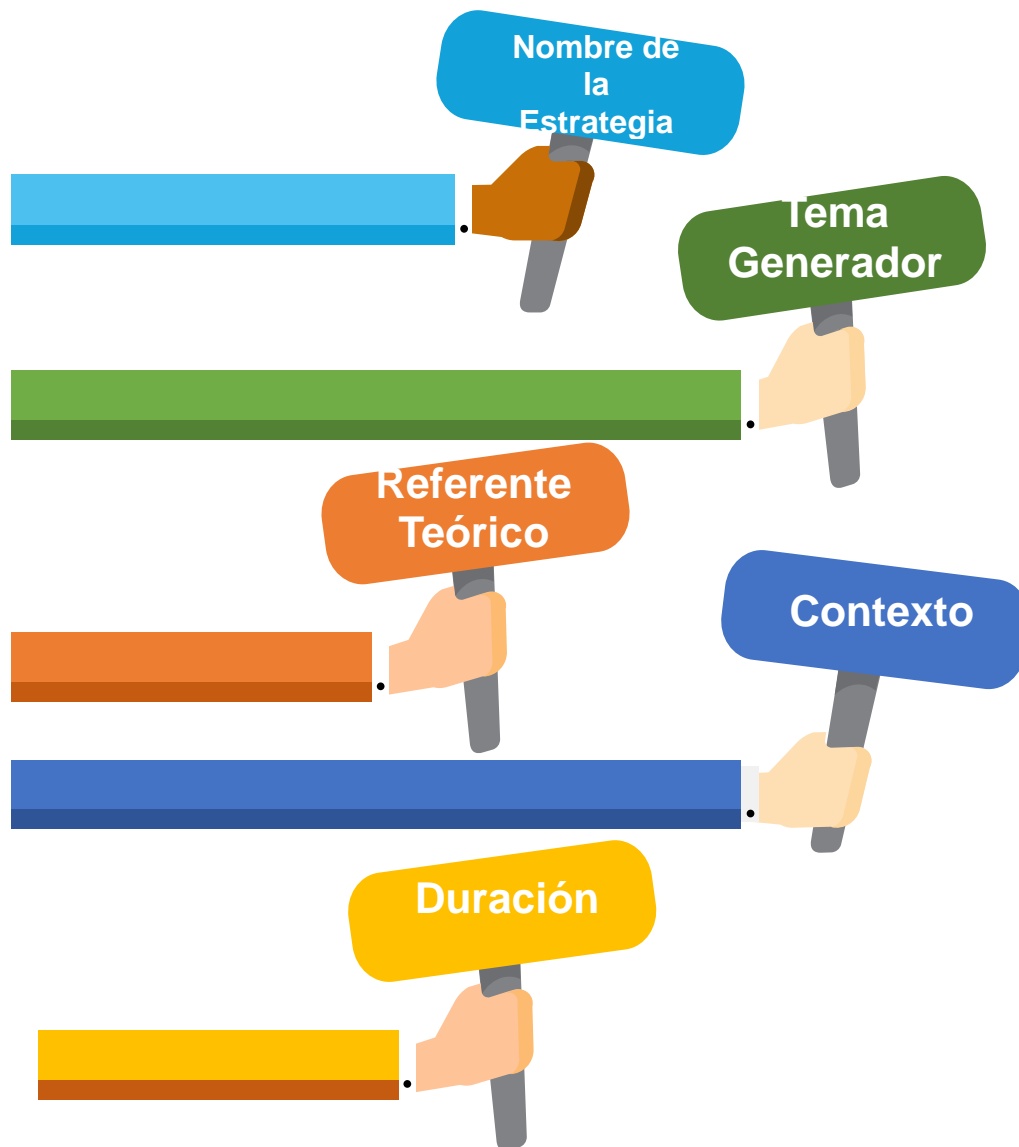 Nombre de
la
Estrategia
Tema
Generador
Referente
Teórico
Contexto
Duración